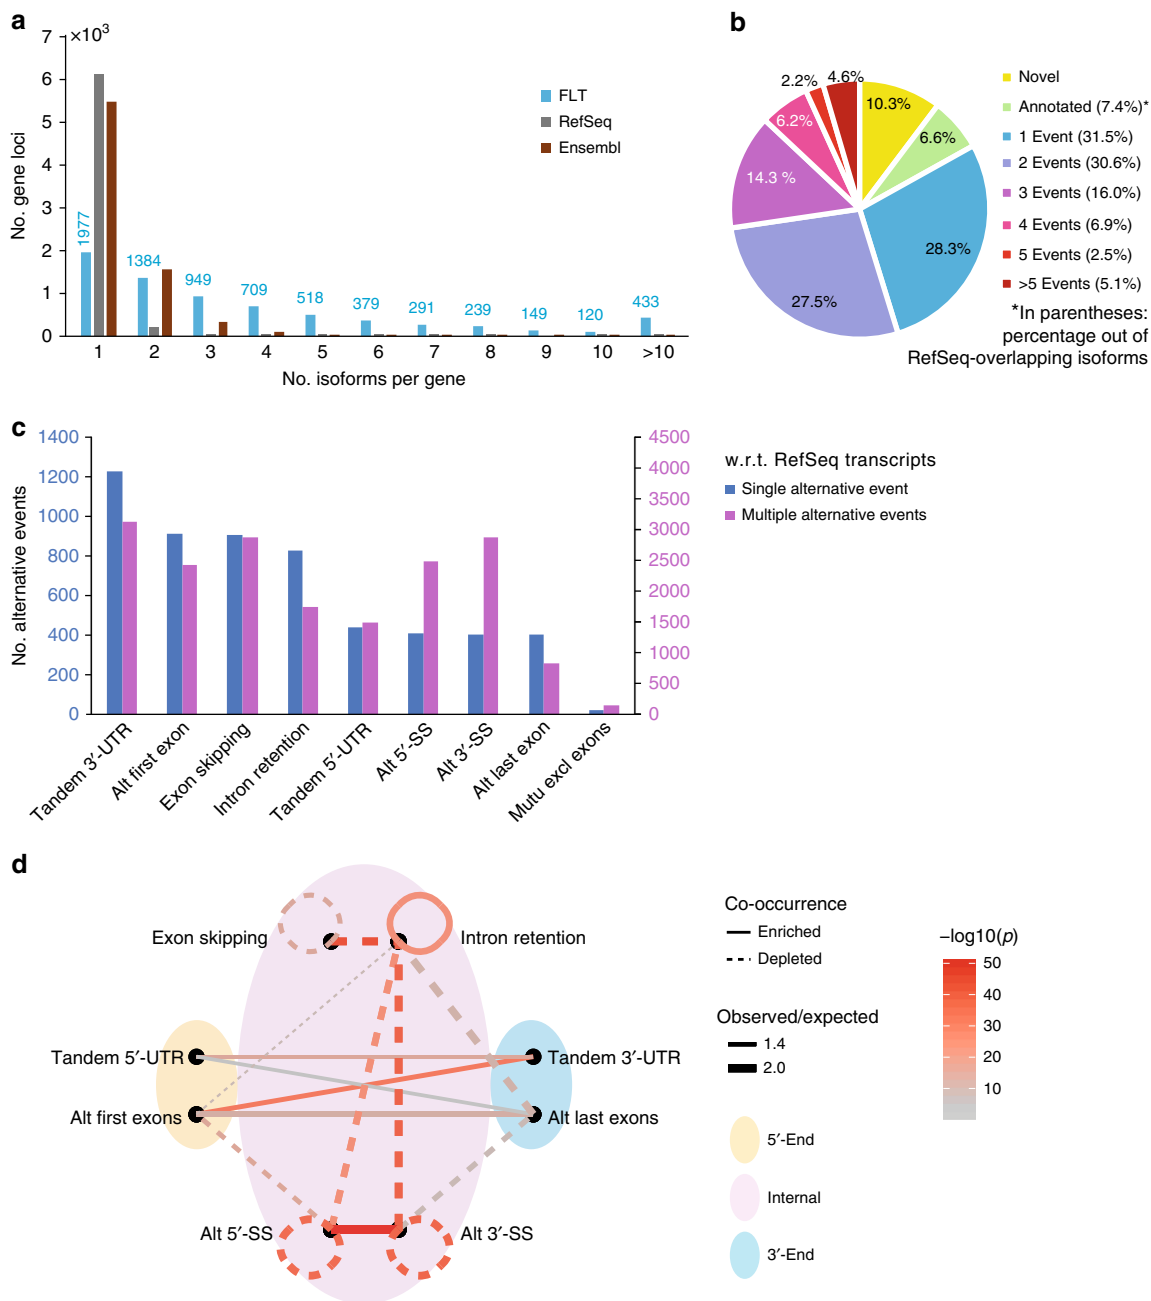 a
×10³
7
6
5
4
3
2
1
0
No. gene loci
1977
1384
949
709
518
379
291
239
149
120
433
1
2
3
4
5
6
7
8
9
10
>10
No. isoforms per gene
FLT
RefSeq
Ensembl
b
2.2%
4.6%
10.3%
6.6%
28.3%
27.5%
14.3 %
6.2%
Novel
Annotated (7.4%)*
1 Event (31.5%)
2 Events (30.6%)
3 Events (16.0%)
4 Events (6.9%)
5 Events (2.5%)
>5 Events (5.1%)
*In parentheses:
percentage out of
RefSeq-overlapping isoforms
c
No. alternative events
1400
1200
1000
800
600
400
200
0
4500
4000
3500
3000
2500
2000
1500
1000
500
0
Tandem 3′-UTR
Alt first exon
Exon skipping
Intron retention
Tandem 5′-UTR
Alt 5′-SS
Alt 3′-SS
Alt last exon
Mutu excl exons
w.r.t. RefSeq transcripts
Single alternative event
Multiple alternative events
d
Exon skipping
Intron retention
Tandem 5′-UTR
Tandem 3′-UTR
Alt first exons
Alt last exons
Alt 5′-SS
Alt 3′-SS
Co-occurrence
Enriched
Depleted
Observed/expected
1.4
2.0
5′-End
Internal
3′-End
−log10(p)
50
40
30
20
10